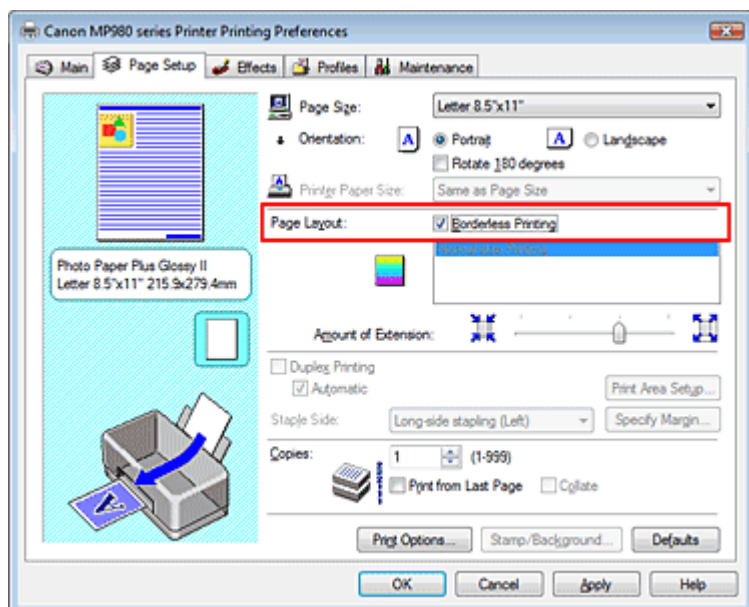 Canon MP980 series Printer Printing Preferences
Main Page Setup Effects Profiles Maintenance
Page Size: Letter 8.5"x11"
Orientation: A Portrait A Landscape
Rotate 180 degrees
Printer Paper Size: Same as Page Size
Page Layout: Borderless Printing
Normal-size Printing
Photo Paper Plus Glossy II
Letter 8.5"x11" 215.9x279.4mm
Amount of Extension:
Duplex Printing
Automatic
Print Area Setup...
Staple Side: Long-side stapling (Left) Specify Margin...
Copies: 1 (1-999)
Print from Last Page Collate
Print Options... Stamp/Background... Defaults
OK Cancel Apply Help